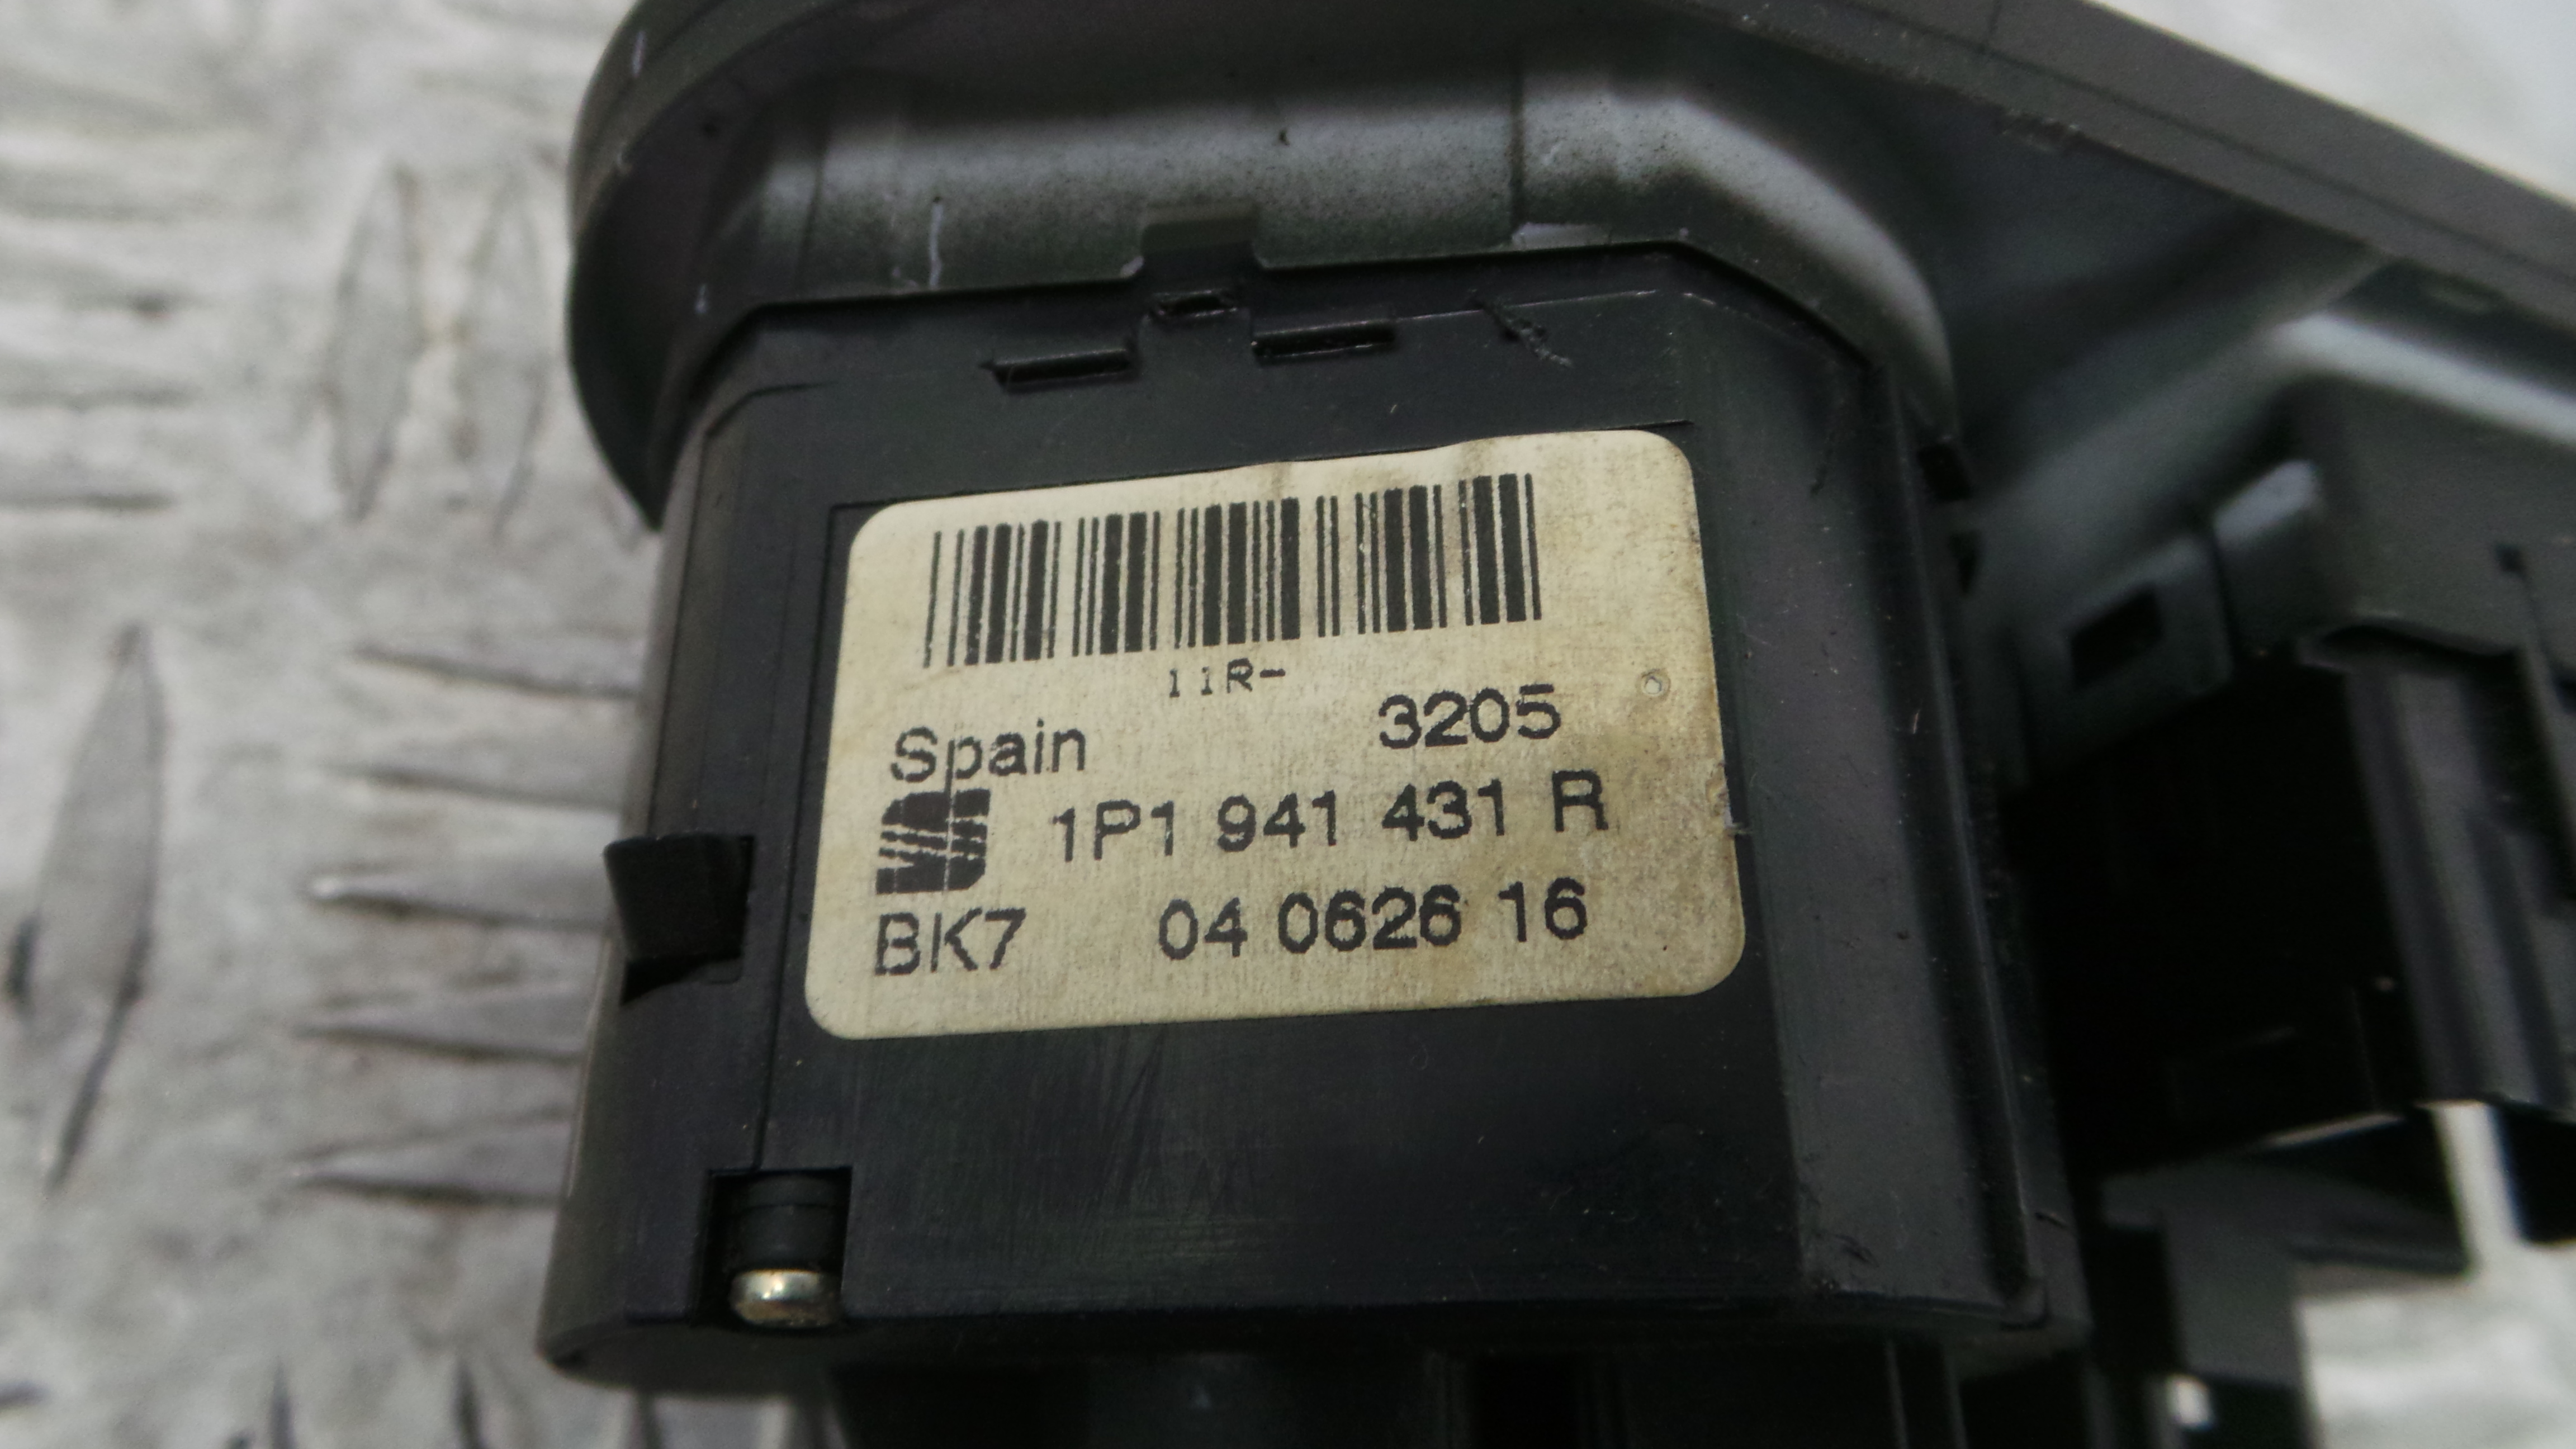 11R-
Spain 3205
1P1 941 431 R
BK7 04 0626 16